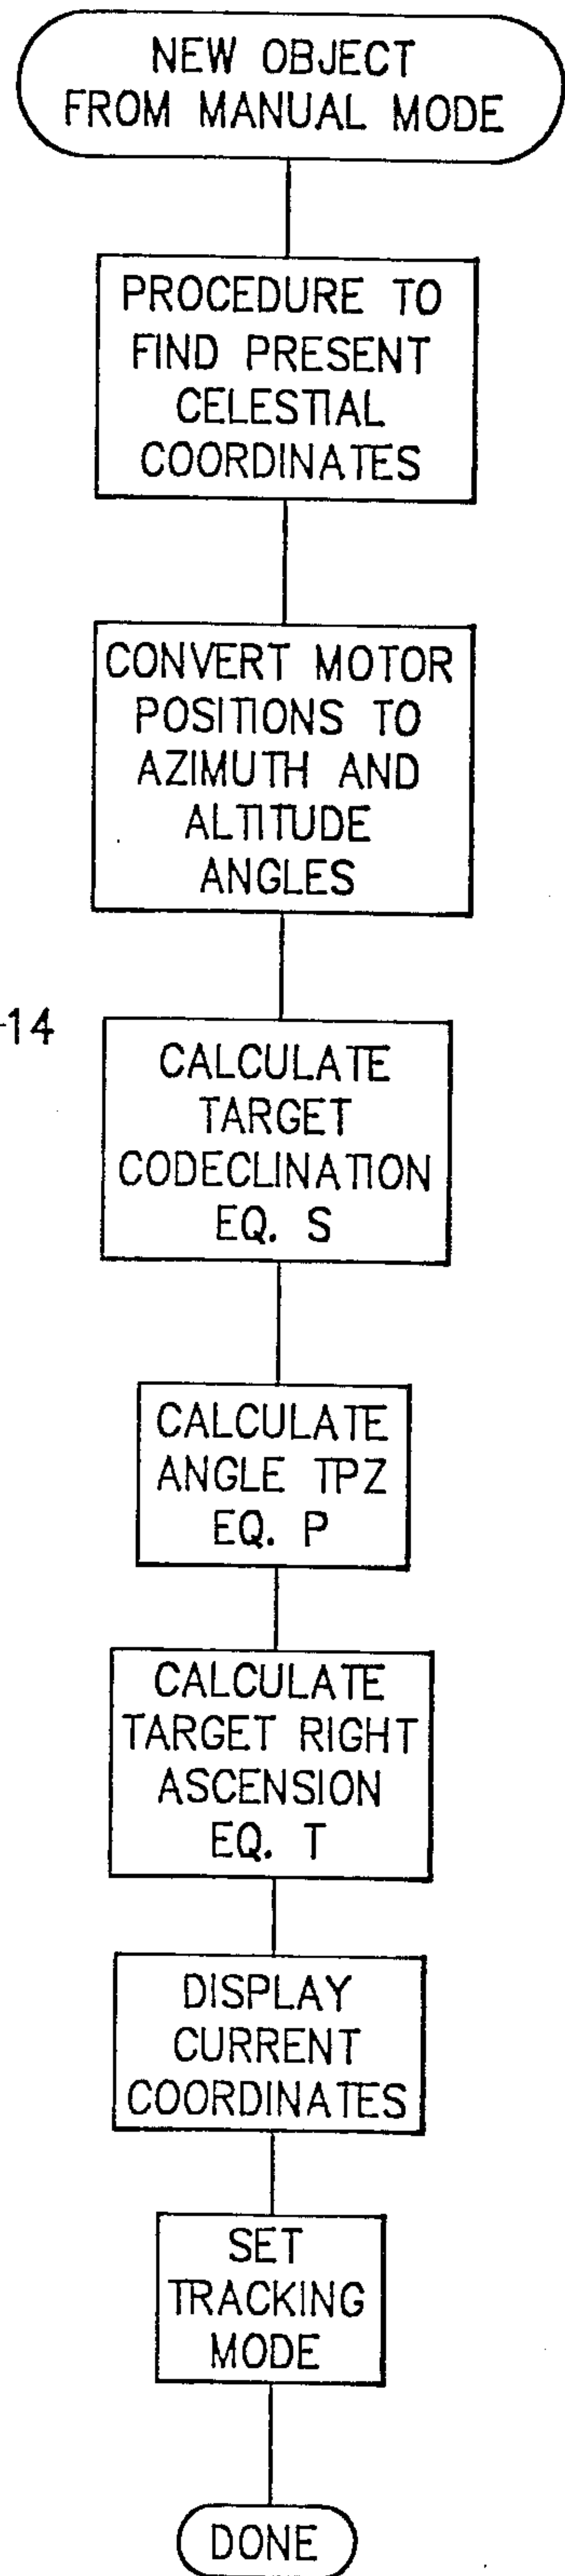 NEW OBJECT
FROM MANUAL MODE
PROCEDURE TO
FIND PRESENT
CELESTIAL
COORDINATES
CONVERT MOTOR
POSITIONS TO
AZIMUTH AND
ALTITUDE
ANGLES
-14
CALCULATE
TARGET
CODECLINATION
EQ. S
CALCULATE
ANGLE TPZ
EQ. P
CALCULATE
TARGET RIGHT
ASCENSION
EQ. T
DISPLAY
CURRENT
COORDINATES
SET
TRACKING
MODE
DONE